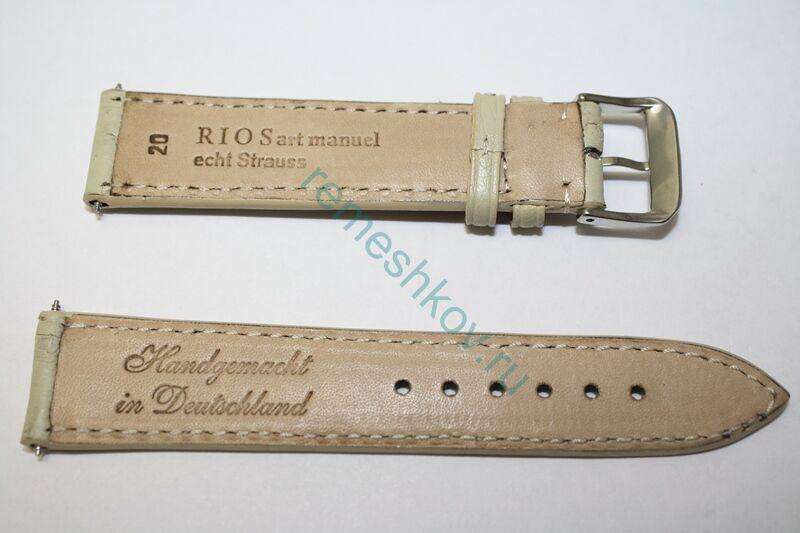 20
RIOS art manuel
echt Strauss
remeshkov.ru
Handgemacht
in Deutschland